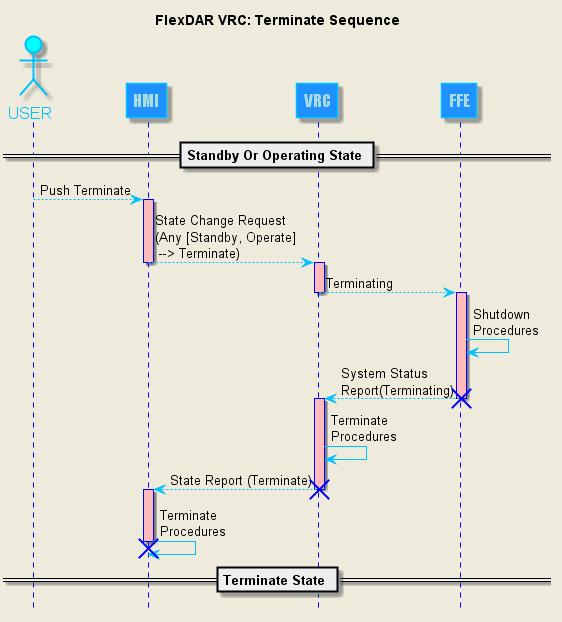 FlexDAR VRC: Terminate Sequence
USER
HMI
VRC
FFE
Standby Or Operating State
Push Terminate
State Change Request
(Any [Standby, Operate]
--> Terminate)
Terminating
Shutdown
Procedures
System Status
Report(Terminating)
Terminate
Procedures
State Report (Terminate)
Terminate
Procedures
Terminate State